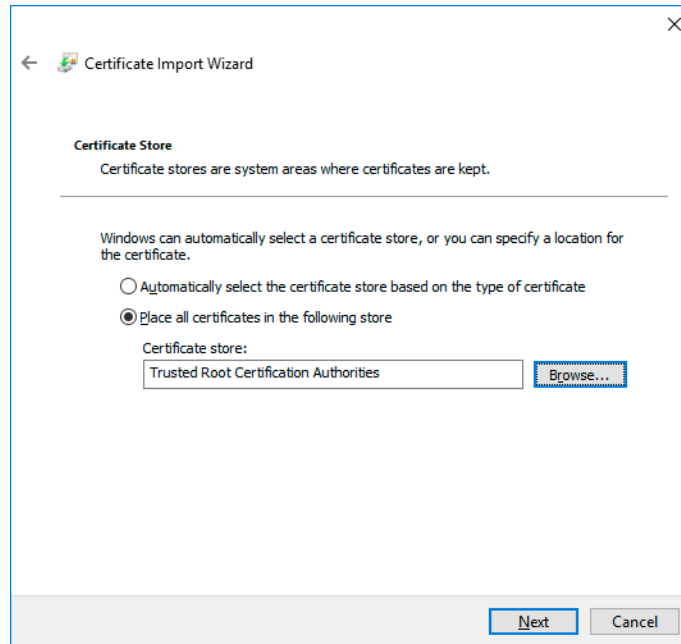 Certificate Import Wizard
Certificate Store
Certificate stores are system areas where certificates are kept.
Windows can automatically select a certificate store, or you can specify a location for
the certificate.
Automatically select the certificate store based on the type of certificate
Place all certificates in the following store
Certificate store:
Trusted Root Certification Authorities
Browse...
Next
Cancel